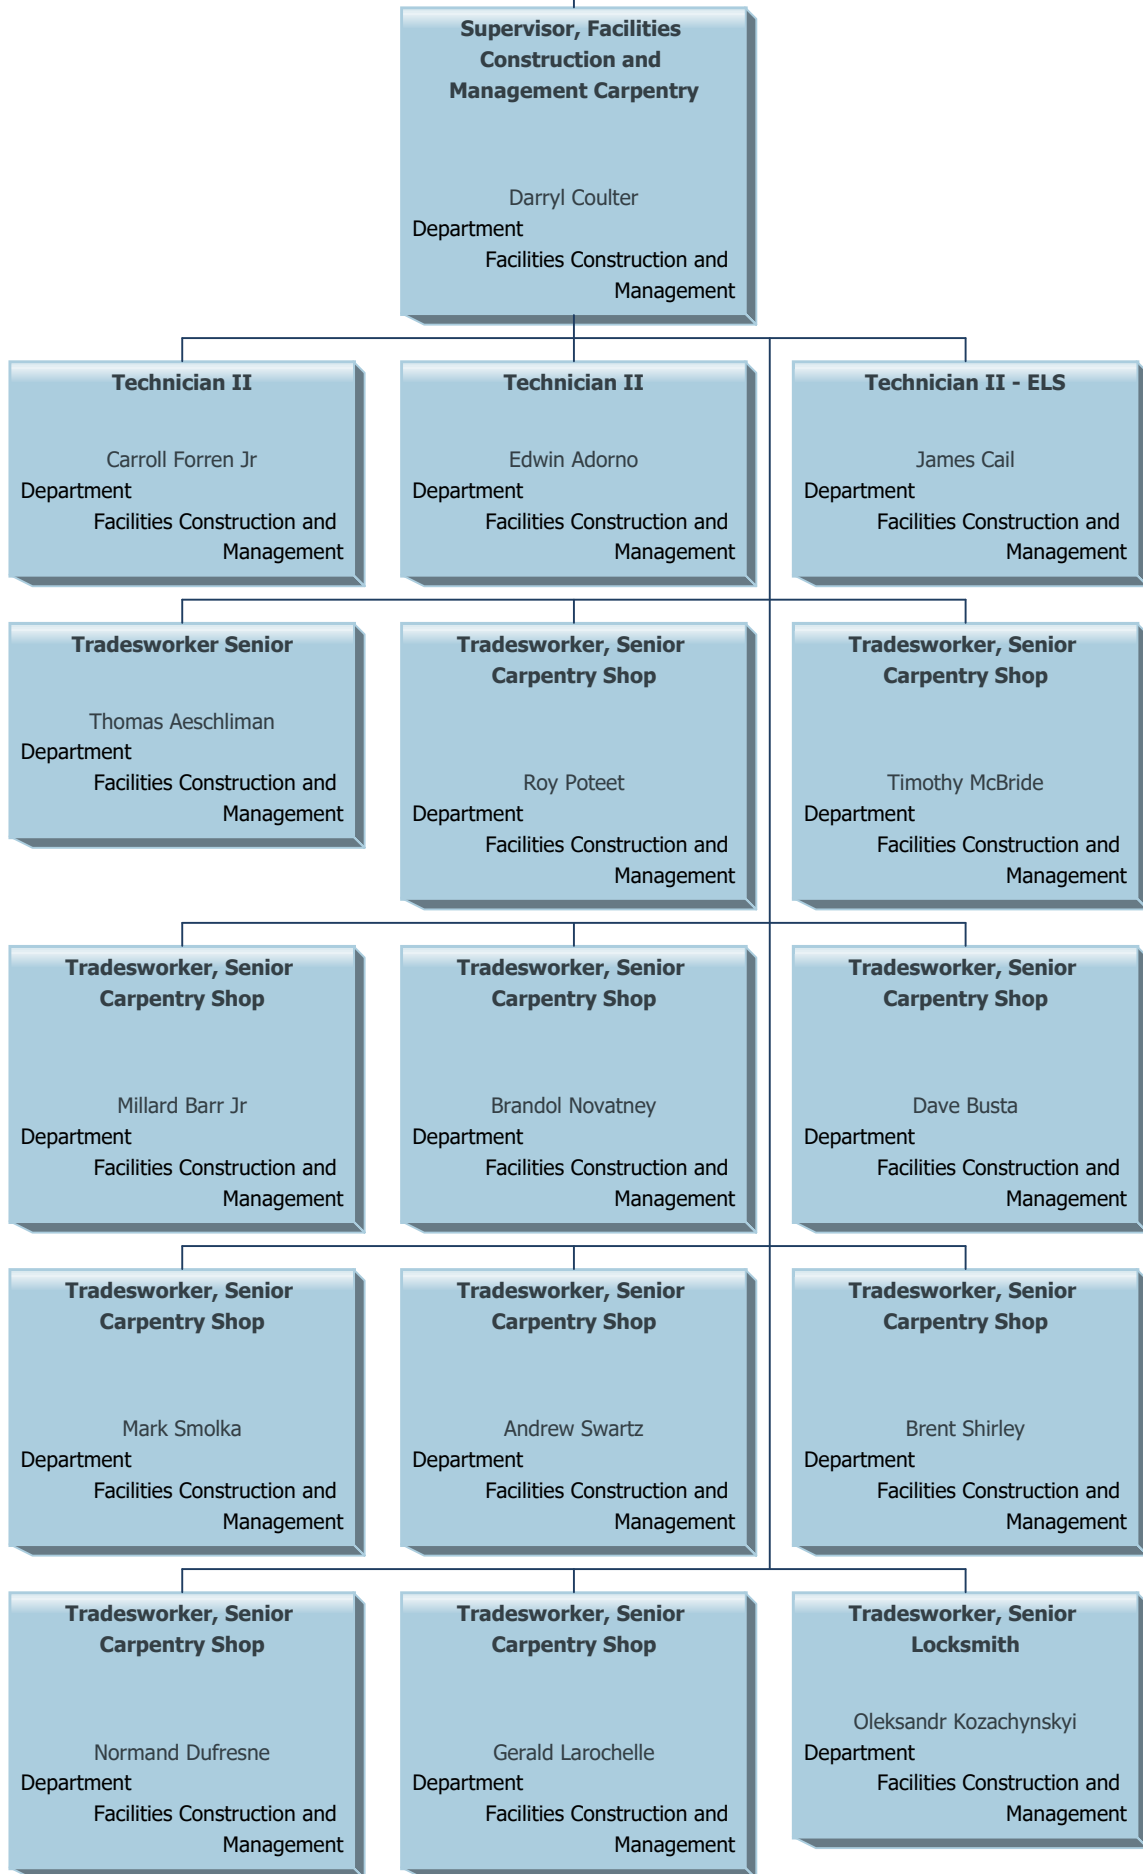 Supervisor, Facilities
Construction and
Management Carpentry
Darryl Coulter
Department
Facilities Construction and
Management
Technician II
Carroll Forren Jr
Department
Facilities Construction and
Management
Technician II
Edwin Adorno
Department
Facilities Construction and
Management
Technician II - ELS
James Cail
Department
Facilities Construction and
Management
Tradesworker Senior
Thomas Aeschliman
Department
Facilities Construction and
Management
Tradesworker, Senior
Carpentry Shop
Roy Poteet
Department
Facilities Construction and
Management
Tradesworker, Senior
Carpentry Shop
Timothy McBride
Department
Facilities Construction and
Management
Tradesworker, Senior
Carpentry Shop
Millard Barr Jr
Department
Facilities Construction and
Management
Tradesworker, Senior
Carpentry Shop
Brandol Novatney
Department
Facilities Construction and
Management
Tradesworker, Senior
Carpentry Shop
Dave Busta
Department
Facilities Construction and
Management
Tradesworker, Senior
Carpentry Shop
Mark Smolka
Department
Facilities Construction and
Management
Tradesworker, Senior
Carpentry Shop
Andrew Swartz
Department
Facilities Construction and
Management
Tradesworker, Senior
Carpentry Shop
Brent Shirley
Department
Facilities Construction and
Management
Tradesworker, Senior
Carpentry Shop
Normand Dufresne
Department
Facilities Construction and
Management
Tradesworker, Senior
Carpentry Shop
Gerald Larochelle
Department
Facilities Construction and
Management
Tradesworker, Senior
Locksmith
Oleksandr Kozachynskyi
Department
Facilities Construction and
Management